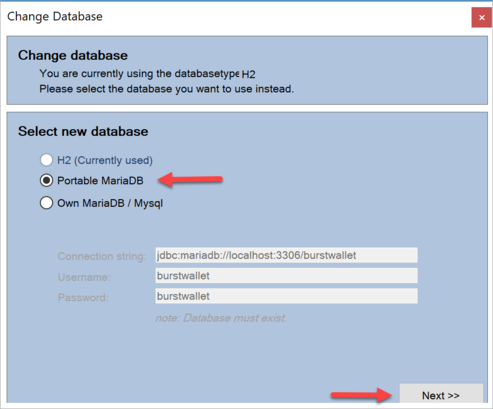 Change Database
Change database
You are currently using the databasetype H2
Please select the database you want to use instead.
Select new database
H2 (Currently used)
Portable MariaDB
Own MariaDB / Mysql
Connection string: jdbc:mariadb://localhost:3306/burstwallet
Username: burstwallet
Password: burstwallet
note: Database must exist.
Next >>